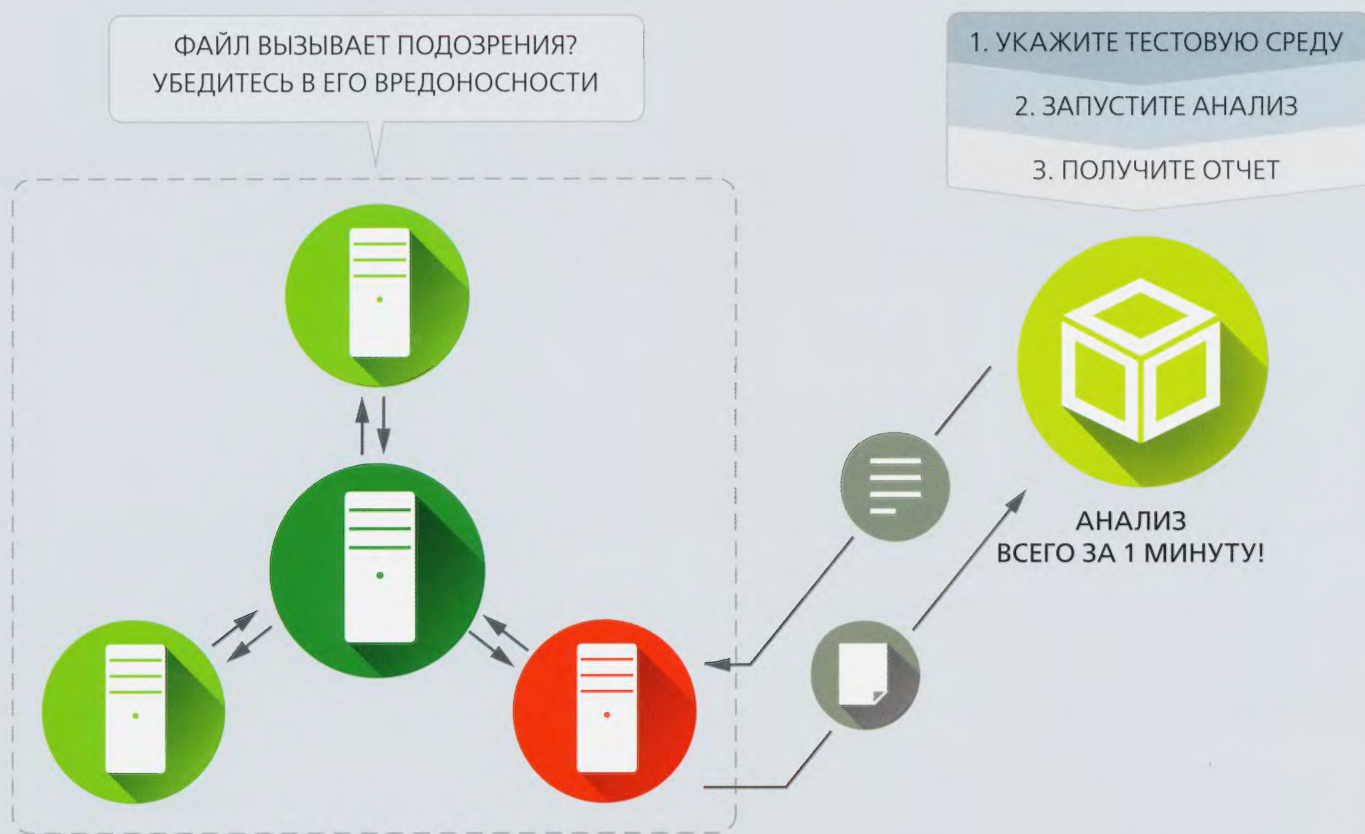 ФАЙЛ ВЫЗЫВАЕТ ПОДОЗРЕНИЯ?
УБЕДИТЕСЬ В ЕГО ВРЕДОНОСНОСТИ
1. УКАЖИТЕ ТЕСТОВУЮ СРЕДУ
2. ЗАПУСТИТЕ АНАЛИЗ
3. ПОЛУЧИТЕ ОТЧЕТ
АНАЛИЗ
ВСЕГО ЗА 1 МИНУТУ!